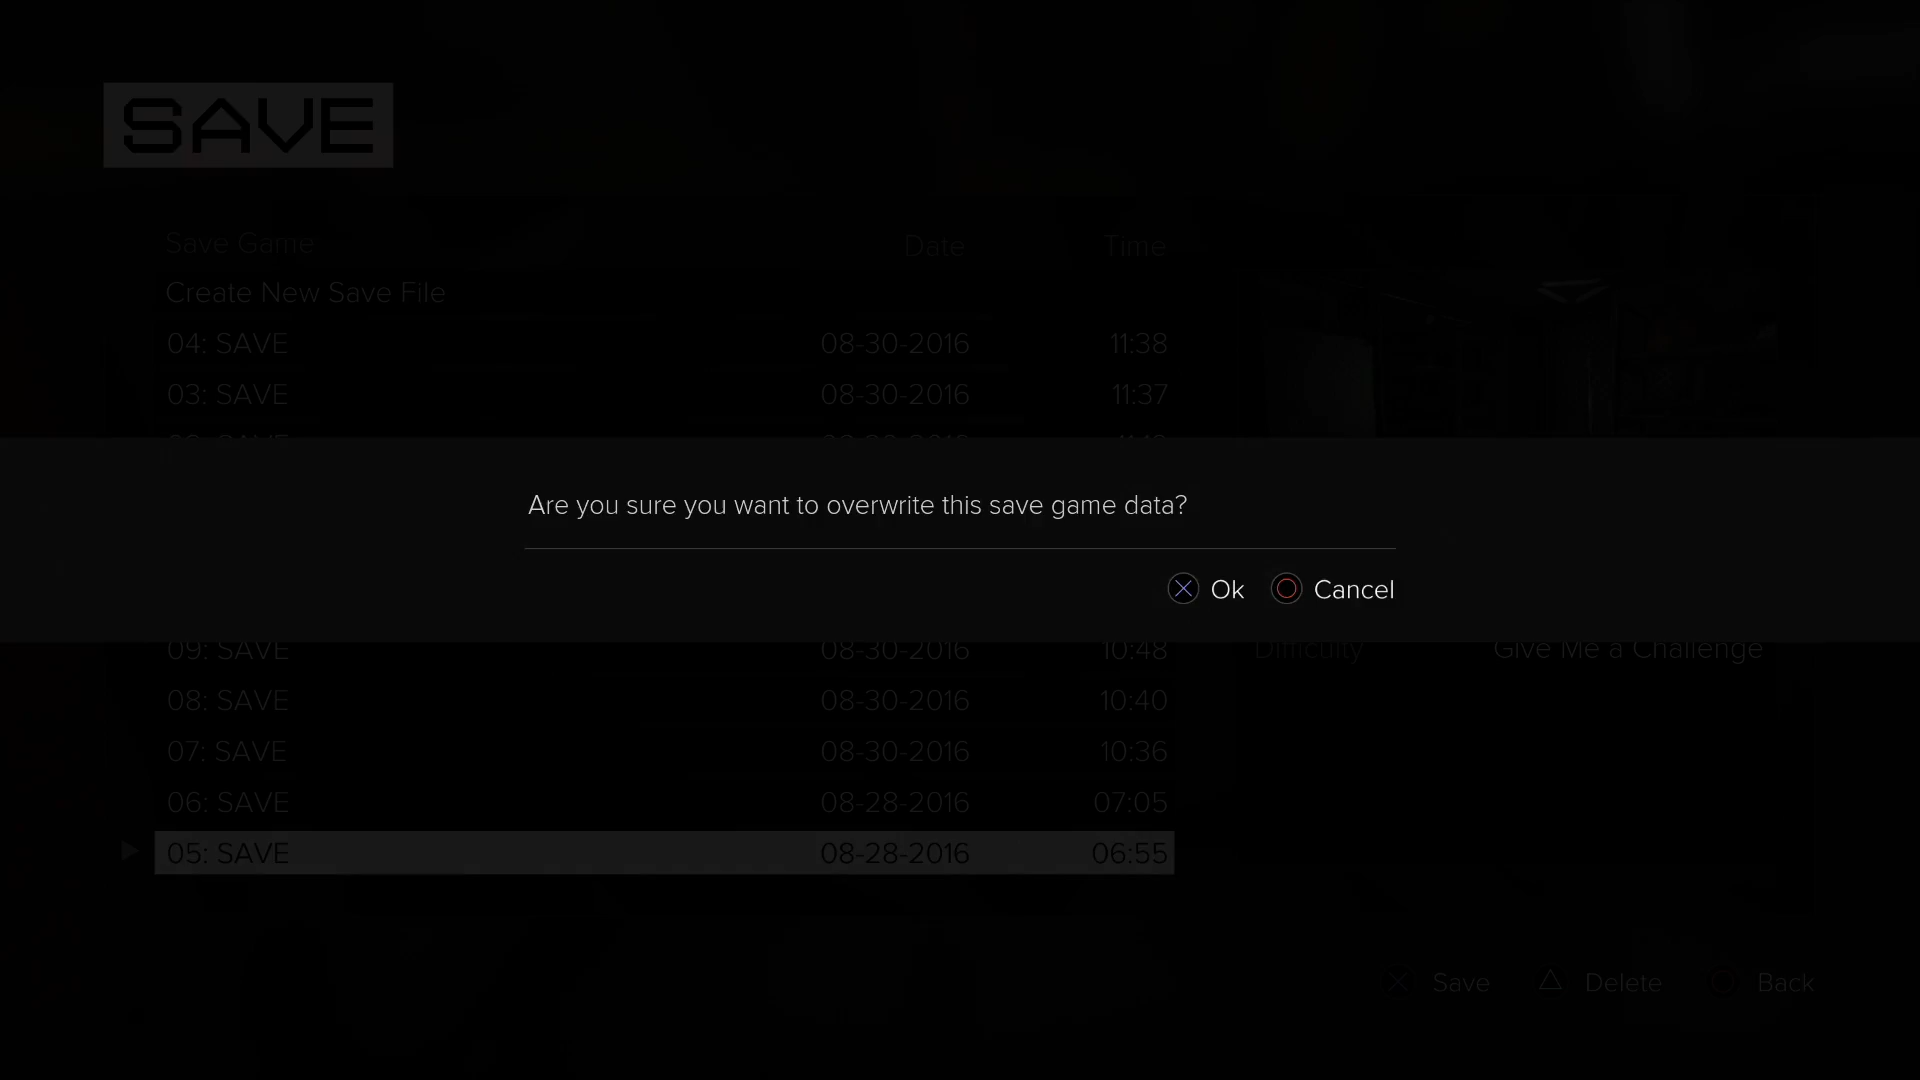 SAVE
Save Game Date Time
Create New Save File
04: SAVE 08-30-2016 11:38
03: SAVE 08-30-2016 11:37
Are you sure you want to overwrite this save game data?
Ok Cancel
09: SAVE 08-30-2016 10:48 Difficulty Give Me a Challenge
08: SAVE 08-30-2016 10:40
07: SAVE 08-30-2016 10:36
06: SAVE 08-28-2016 07:05
05: SAVE 08-28-2016 06:55
Save Delete Back